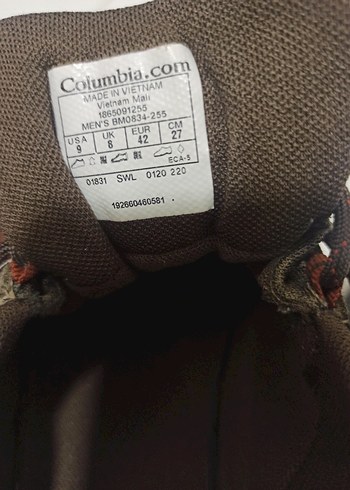 Columbia.com
MADE IN VIETNAM
Vietnam Mali
1865091255
MEN'S BM0834-255
USA UK EUR CM
9 8 42 27
ECA-5
01831 SWL 0120 220
192660460581